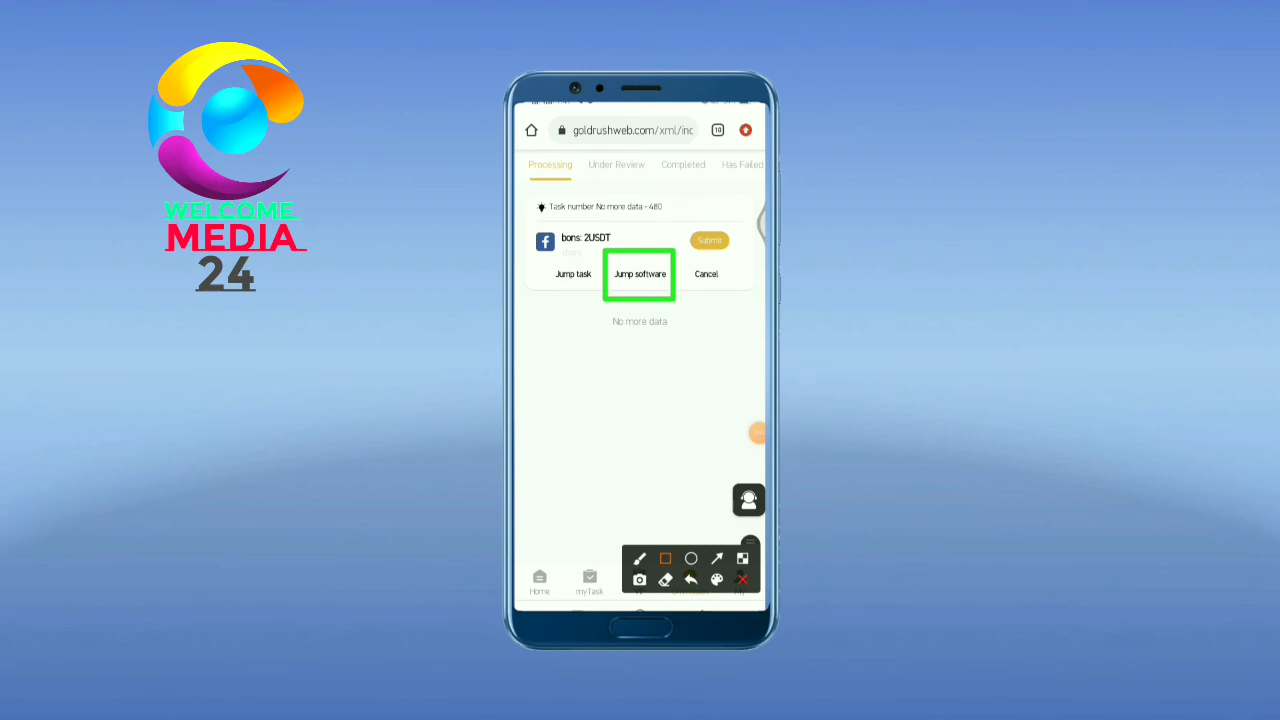 WELCOME
MEDIA
24
goldrushweb.com/xml/inc
10
Processing Under Review Completed Has Failed
Task number No more data - 480
bons: 2USDT
Submit
share
Jump task Jump software Cancel
No more data
Home myTask